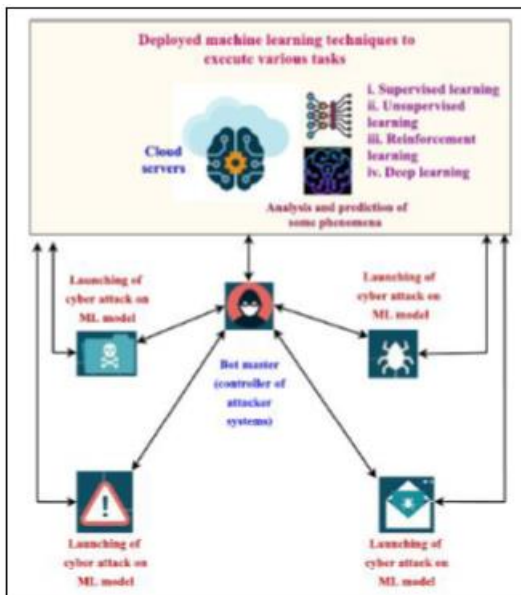 Deployed machine learning techniques to
execute various tasks
Cloud
servers
i. Supervised learning
ii. Unsupervised
learning
iii. Reinforcement
learning
iv. Deep learning
Analysis and prediction of
some phenomena
Launching of
cyber attack on
ML model
Launching of
cyber attack on
ML model
Bot master
(controller of
attacker
systems)
Launching of
cyber attack on
ML model
Launching of
cyber attack on
ML model